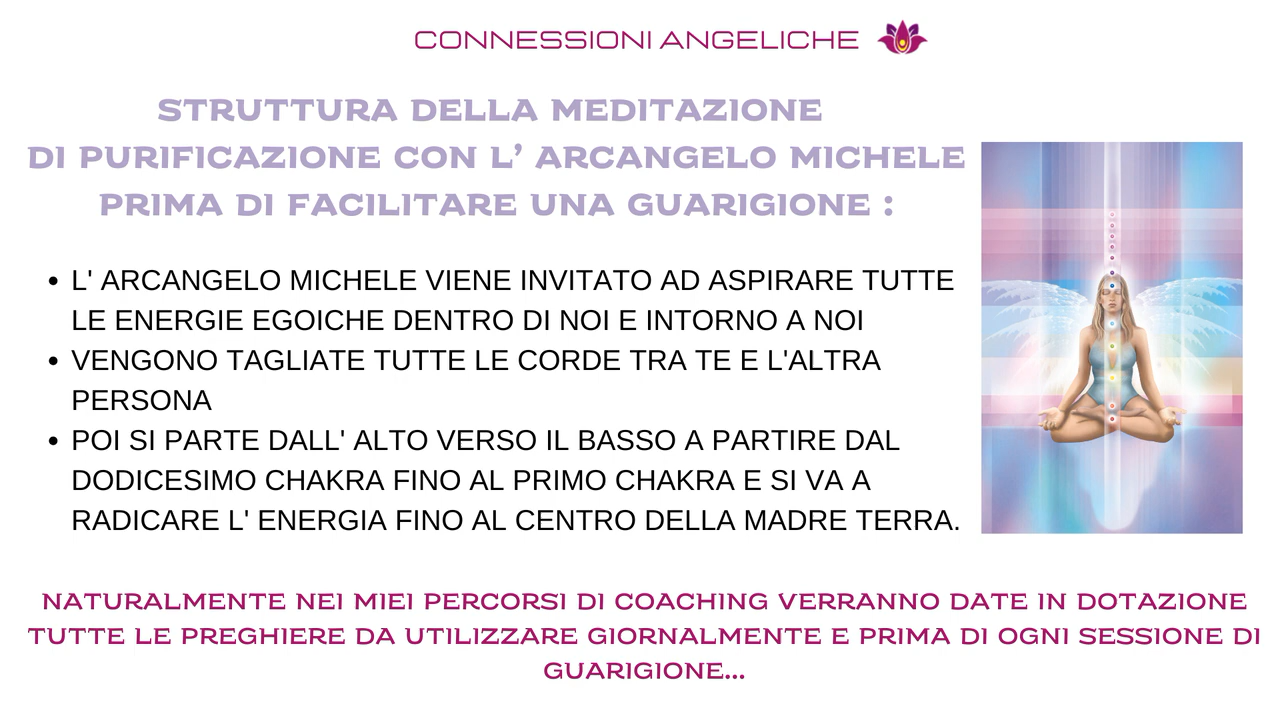 CONNESSIONI ANGELICHE
STRUTTURA DELLA MEDITAZIONE
DI PURIFICAZIONE CON L’ ARCANGELO MICHELE
PRIMA DI FACILITARE UNA GUARIGIONE :
• L' ARCANGELO MICHELE VIENE INVITATO AD ASPIRARE TUTTE
LE ENERGIE EGOICHE DENTRO DI NOI E INTORNO A NOI
• VENGONO TAGLIATE TUTTE LE CORDE TRA TE E L'ALTRA
PERSONA
• POI SI PARTE DALL' ALTO VERSO IL BASSO A PARTIRE DAL
DODICESIMO CHAKRA FINO AL PRIMO CHAKRA E SI VA A
RADICARE L' ENERGIA FINO AL CENTRO DELLA MADRE TERRA.
NATURALMENTE NEI MIEI PERCORSI DI COACHING VERRANNO DATE IN DOTAZIONE
TUTTE LE PREGHIERE DA UTILIZZARE GIORNALMENTE E PRIMA DI OGNI SESSIONE DI
GUARIGIONE...